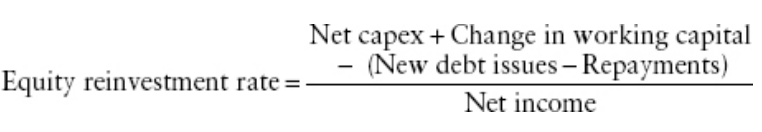 Net capex + Change in working capital
− (New debt issues – Repayments)
Equity reinvestment rate =
Net income